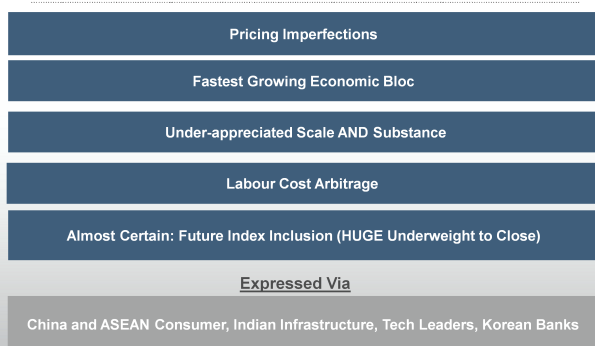 Pricing Imperfections
Fastest Growing Economic Bloc
Under-appreciated Scale AND Substance
Labour Cost Arbitrage
Almost Certain: Future Index Inclusion (HUGE Underweight to Close)
Expressed Via
China and ASEAN Consumer, Indian Infrastructure, Tech Leaders, Korean Banks